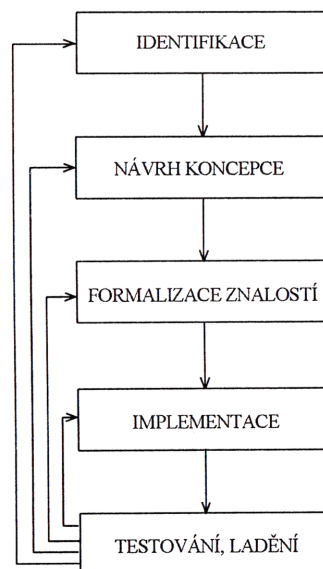 IDENTIFIKACE
NÁVRH KONCEPCE
FORMALIZACE ZNALOSTÍ
IMPLEMENTACE
TESTOVÁNÍ, LADĚNÍ